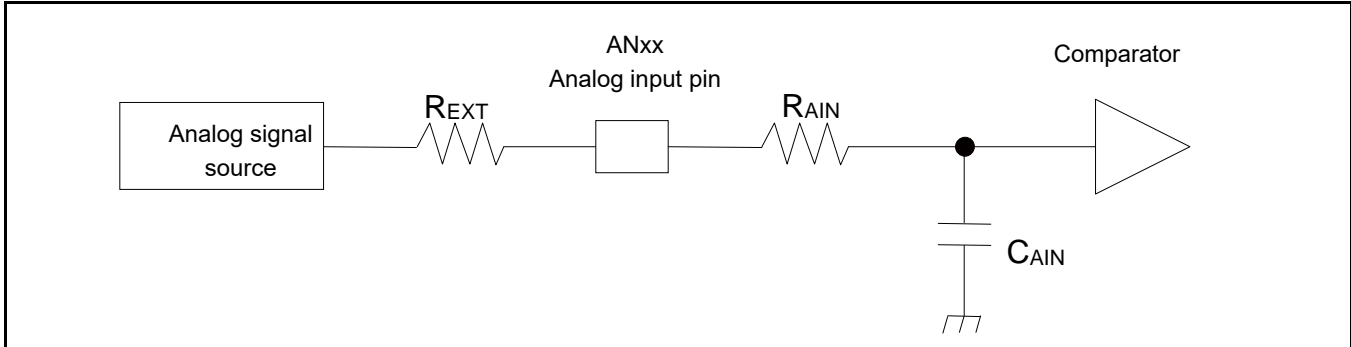 ANxx
Analog input pin
Comparator
REXT
RAIN
Analog signal
source
CAIN